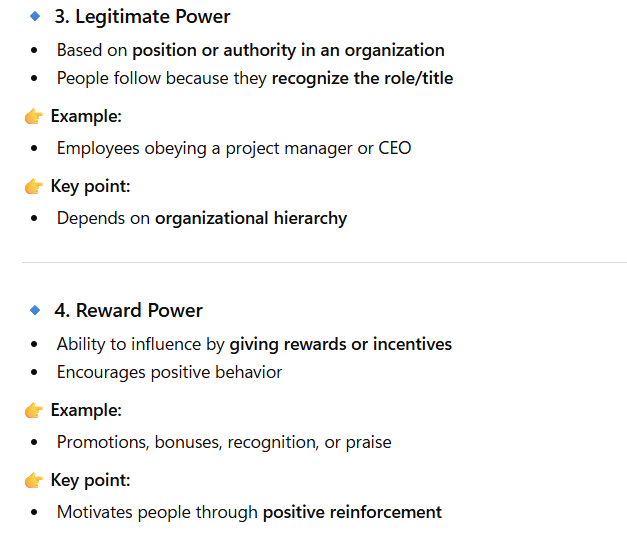 3. Legitimate Power
Based on position or authority in an organization
People follow because they recognize the role/title
Example:
Employees obeying a project manager or CEO
Key point:
Depends on organizational hierarchy
4. Reward Power
Ability to influence by giving rewards or incentives
Encourages positive behavior
Example:
Promotions, bonuses, recognition, or praise
Key point:
Motivates people through positive reinforcement